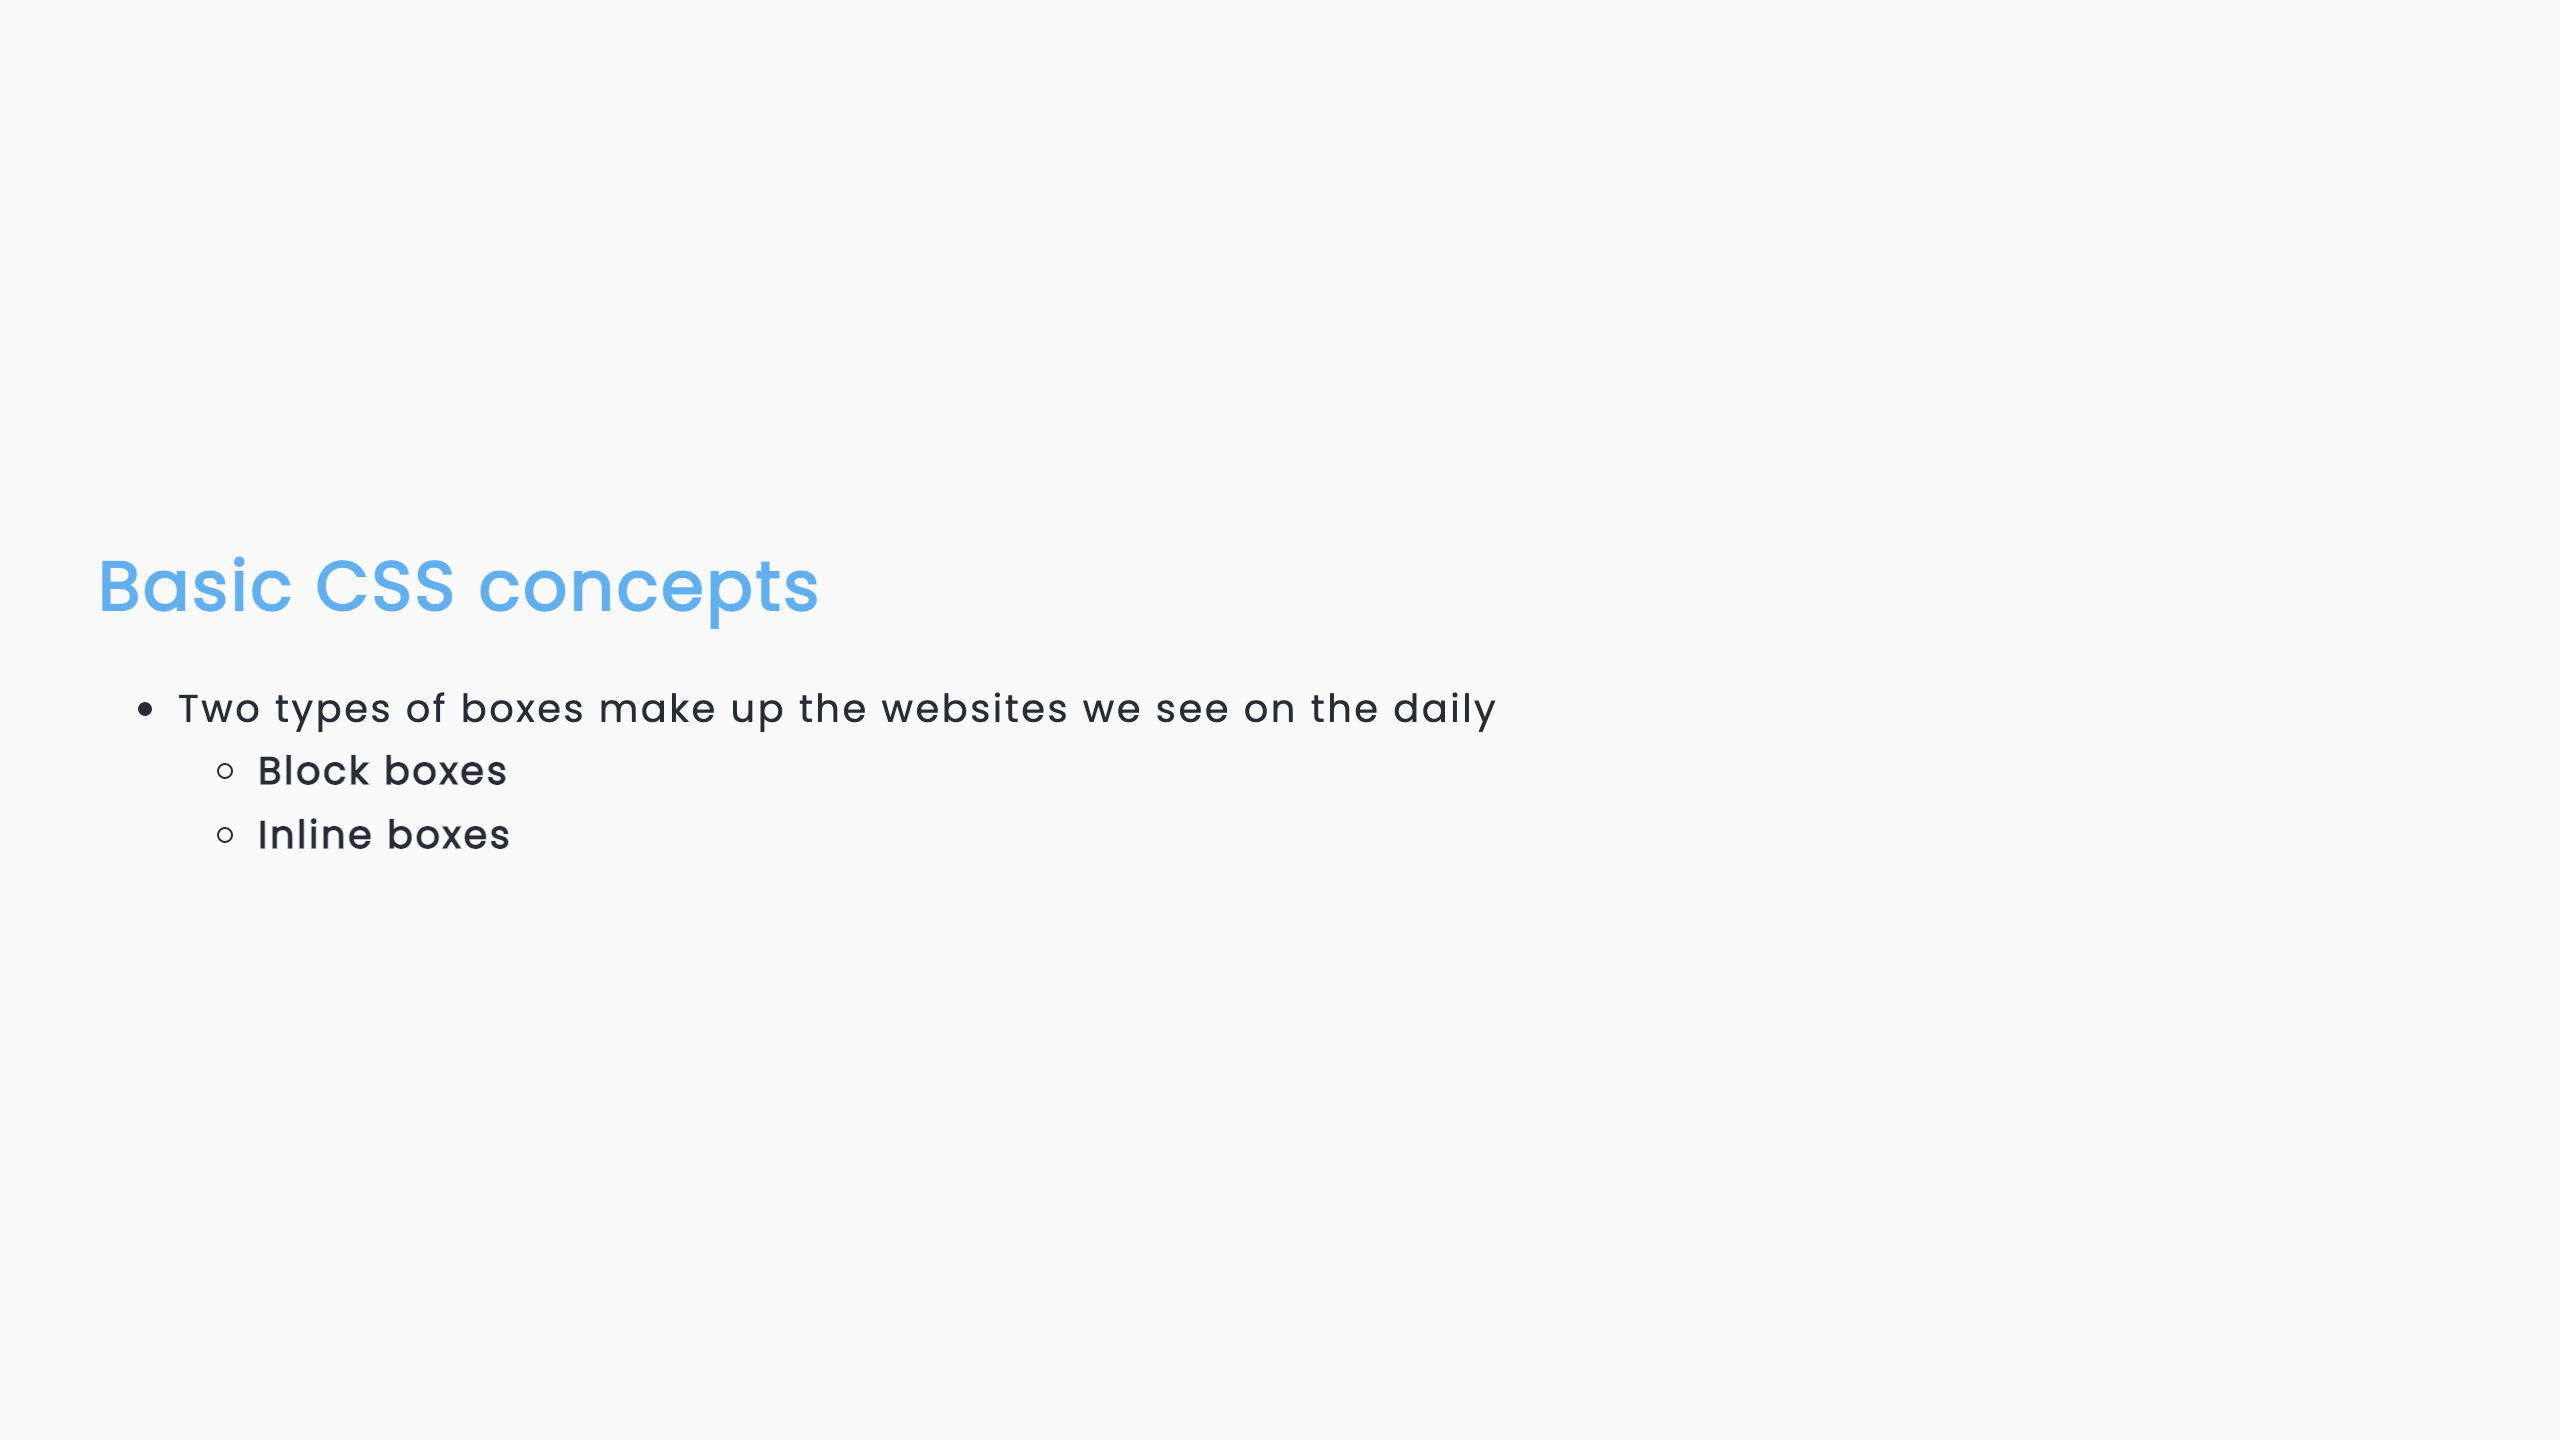 Basic CSS concepts
Two types of boxes make up the websites we see on the daily
Block boxes
Inline boxes